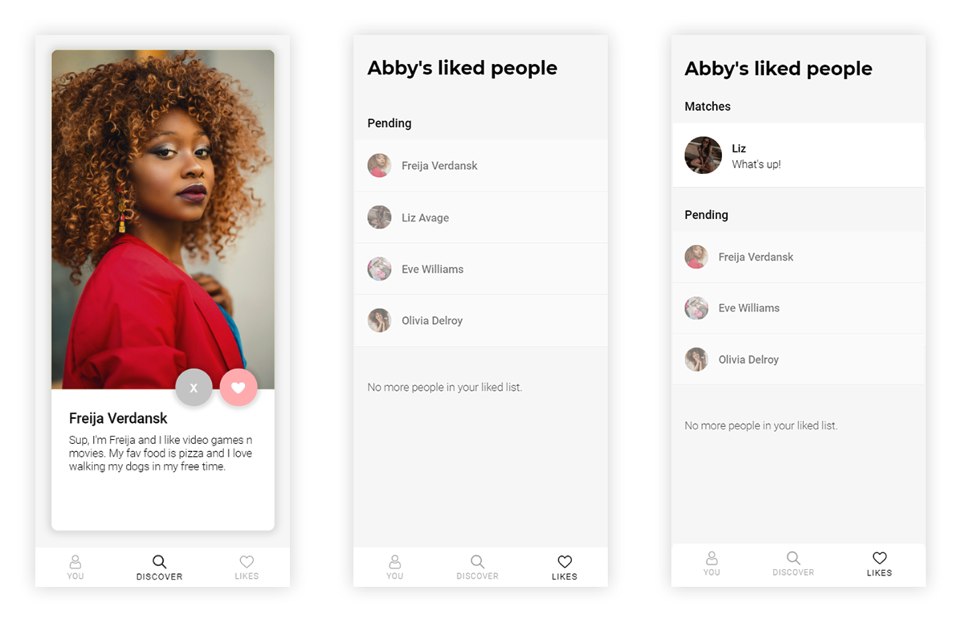 X
Freija Verdansk
Sup, I'm Freija and I like video games n
movies. My fav food is pizza and I love
walking my dogs in my free time.
YOU
DISCOVER
LIKES
Abby's liked people
Pending
Freija Verdansk
Liz Avage
Eve Williams
Olivia Delroy
No more people in your liked list.
YOU
DISCOVER
LIKES
Abby's liked people
Matches
Liz
What's up!
Pending
Freija Verdansk
Eve Williams
Olivia Delroy
No more people in your liked list.
YOU
DISCOVER
LIKES